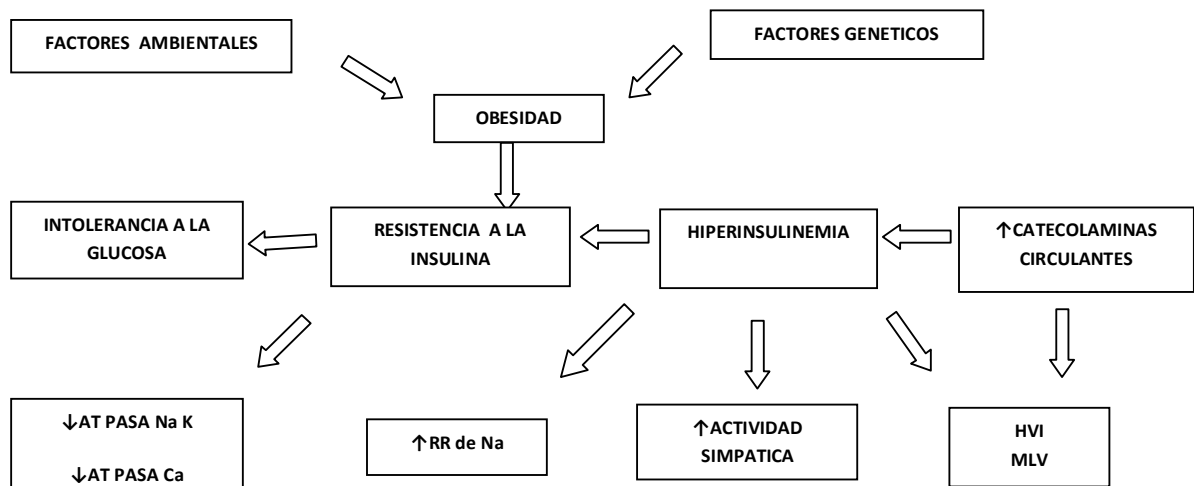 FACTORES AMBIENTALES
FACTORES GENETICOS
OBESIDAD
INTOLERANCIA A LA
GLUCOSA
RESISTENCIA A LA
INSULINA
HIPERINSULINEMIA
↑CATECOLAMINAS
CIRCULANTES
↓AT PASA Na K
↓AT PASA Ca
↑RR de Na
↑ACTIVIDAD
SIMPATICA
HVI
MLV